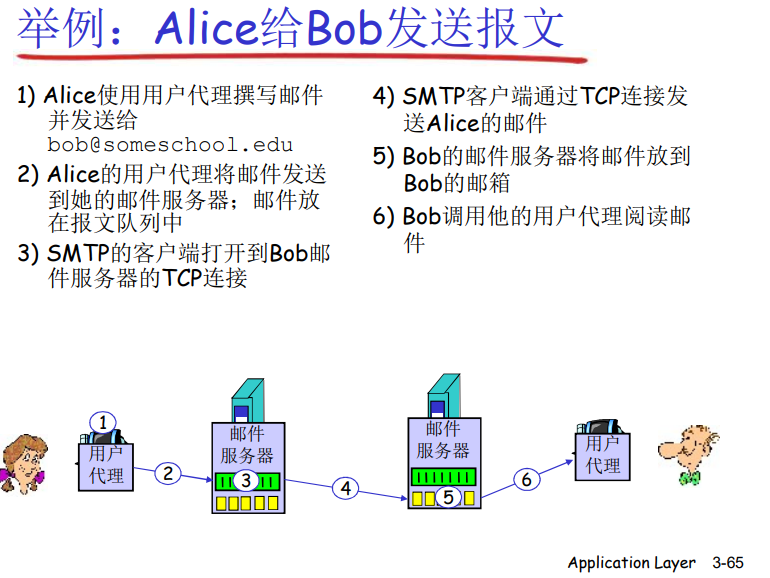 举例：Alice给Bob发送报文
1) Alice使用用户代理撰写邮件
并发送给
bob@someschool.edu
2) Alice的用户代理将邮件发送
到她的邮件服务器；邮件放
在报文队列中
3) SMTP的客户端打开到Bob邮
件服务器的TCP连接
4) SMTP客户端通过TCP连接发
送Alice的邮件
5) Bob的邮件服务器将邮件放到
Bob的邮箱
6) Bob调用他的用户代理阅读邮
件
1
用户
代理
2
邮件
服务器
3
4
邮件
服务器
5
6
用户
代理
Application Layer 3-65